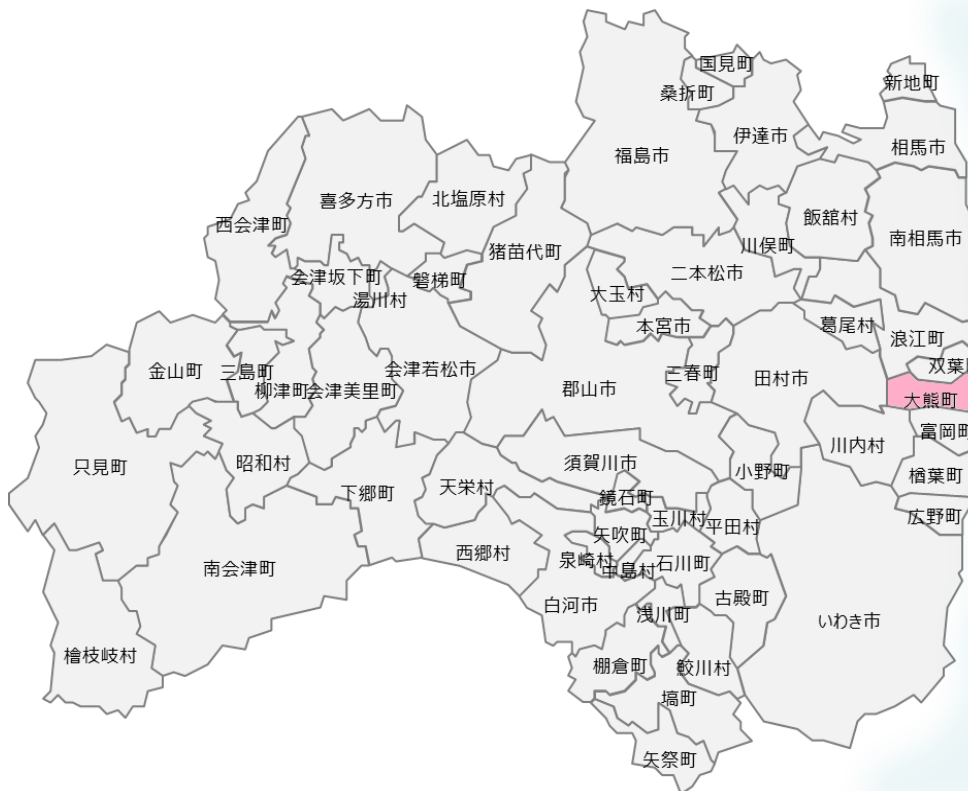 国見町
新地町
桑折町
伊達市
相馬市
福島市
喜多方市
北塩原村
飯舘村
西会津町
南相馬市
川俣町
猪苗代町
二本松市
会津坂下町
磐梯町
大玉村
湯川村
本宮市
葛尾村
浪江町
双葉
金山町
三島町
会津若松市
三春町
田村市
柳津町
会津美里町
郡山市
大熊町
富岡町
川内村
只見町
昭和村
須賀川市
小野町
楢葉町
下郷町
天栄村
鏡石町
広野町
玉川村
平田村
矢吹町
西郷村
泉崎村
石川町
中島村
南会津町
古殿町
白河市
浅川町
いわき市
檜枝岐村
棚倉町
鮫川村
塙町
矢祭町